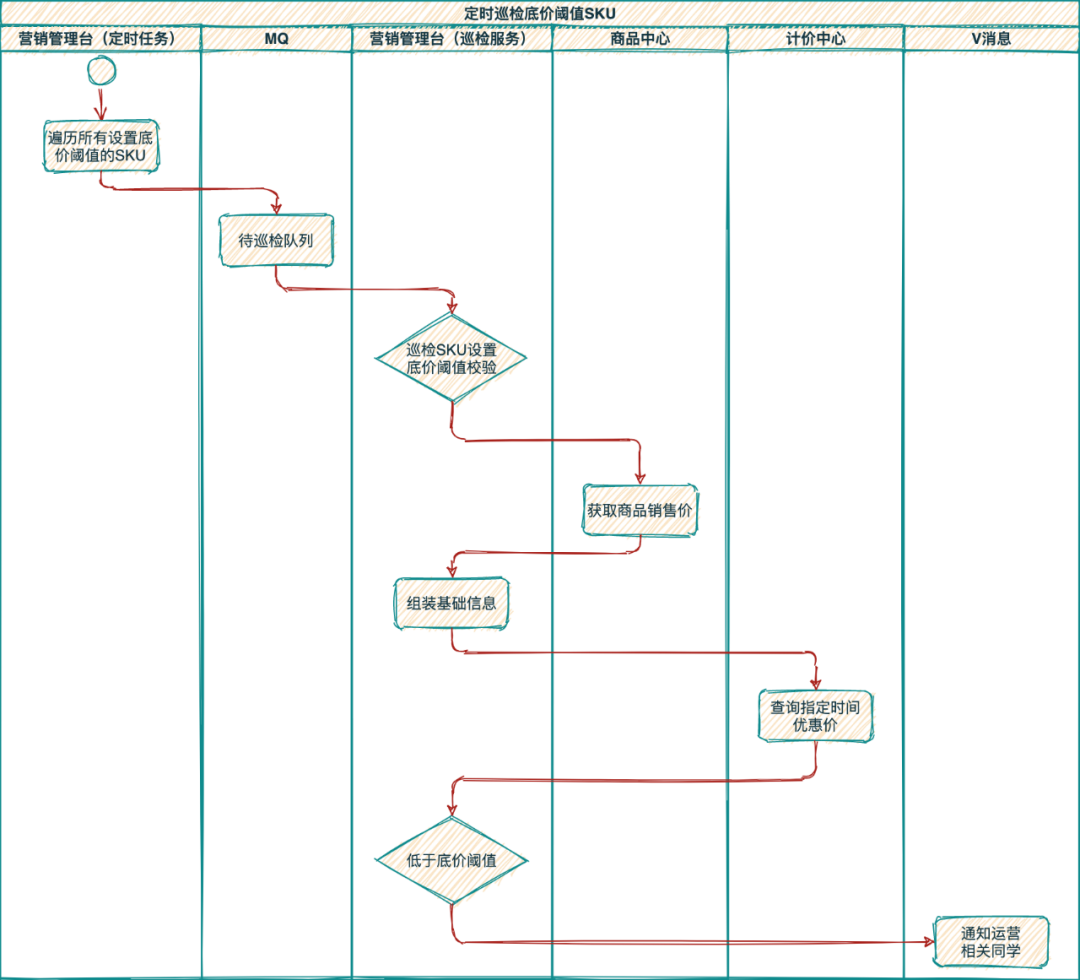 定时巡检底价阈值SKU
营销管理台（定时任务）
MQ
营销管理台（巡检服务）
商品中心
计价中心
V消息
遍历所有设置底
价阈值的SKU
待巡检队列
巡检SKU设置
底价阈值校验
获取商品销售价
组装基础信息
查询指定时间
优惠价
低于底价阈值
通知运营
相关同学